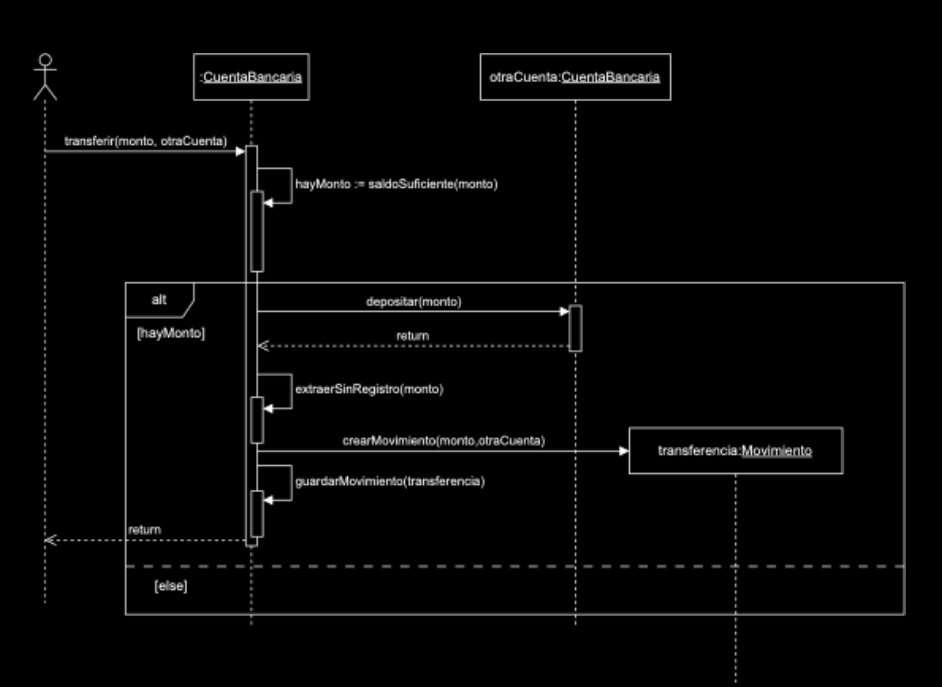 :CuentaBancaria
otraCuenta:CuentaBancaria
transferir(monto, otraCuenta)
hayMonto := saldoSuficiente(monto)
alt
depositar(monto)
[hayMonto]
return
extraerSinRegistro(monto)
crearMovimiento(monto,otraCuenta)
transferencia:Movimiento
guardarMovimiento(transferencia)
return
[else]